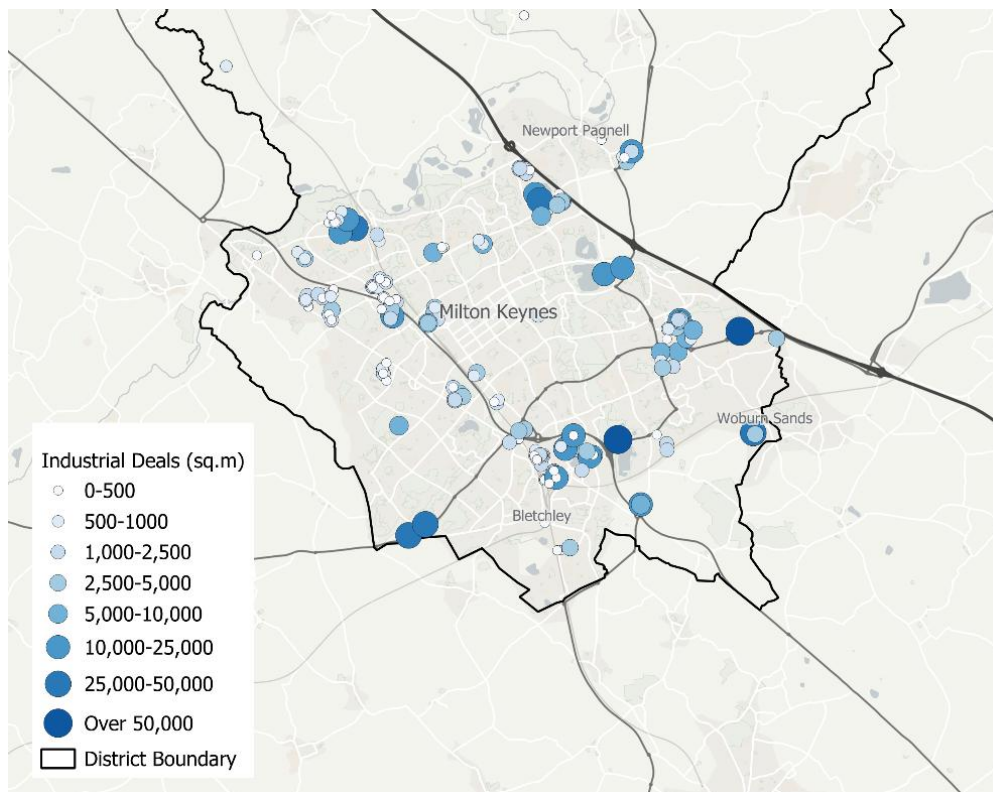 Newport Pagnell
Milton Keynes
Woburn Sands
Bletchley
Industrial Deals (sq.m)
0-500
500-1000
1,000-2,500
2,500-5,000
5,000-10,000
10,000-25,000
25,000-50,000
Over 50,000
District Boundary